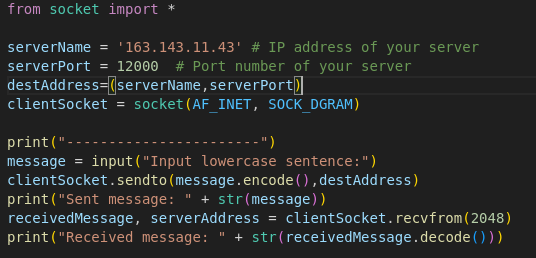 from socket import *
serverName = '163.143.11.43' # IP address of your server
serverPort = 12000  # Port number of your server
destAddress=(serverName,serverPort)
clientSocket = socket(AF_INET, SOCK_DGRAM)
print("-----------------------")
message = input("Input lowercase sentence:")
clientSocket.sendto(message.encode(),destAddress)
print("Sent message: " + str(message))
receivedMessage, serverAddress = clientSocket.recvfrom(2048)
print("Received message: " + str(receivedMessage.decode()))